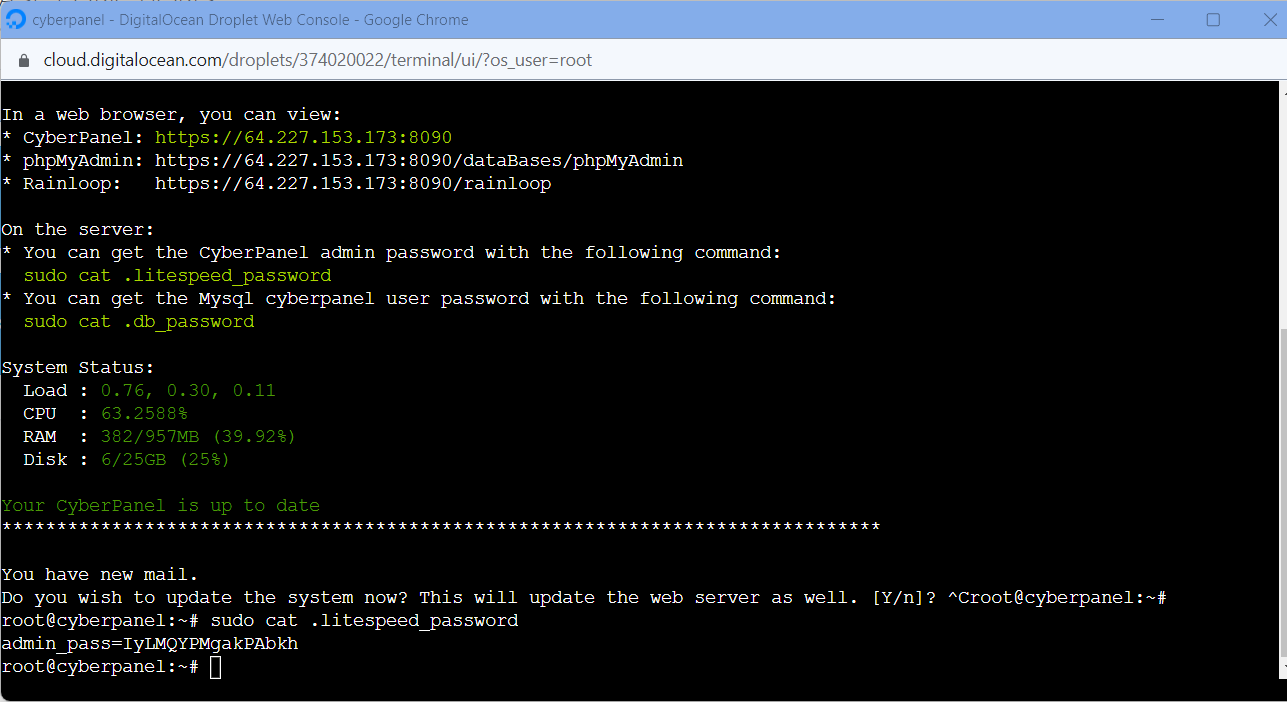 cyberpanel - DigitalOcean Droplet Web Console - Google Chrome
cloud.digitalocean.com/droplets/374020022/terminal/ui/?os_user=root
In a web browser, you can view:
* CyberPanel: https://64.227.153.173:8090
* phpMyAdmin: https://64.227.153.173:8090/dataBases/phpMyAdmin
* Rainloop:   https://64.227.153.173:8090/rainloop
On the server:
* You can get the CyberPanel admin password with the following command:
  sudo cat .litespeed_password
* You can get the Mysql cyberpanel user password with the following command:
  sudo cat .db_password
System Status:
  Load : 0.76, 0.30, 0.11
  CPU  : 63.2588%
  RAM  : 382/957MB (39.92%)
  Disk : 6/25GB (25%)
Your CyberPanel is up to date
********************************************************************************
You have new mail.
Do you wish to update the system now? This will update the web server as well. [Y/n]? ^Croot@cyberpanel:~#
root@cyberpanel:~# sudo cat .litespeed_password
admin_pass=IyLMQYPMgakPAbkh
root@cyberpanel:~#